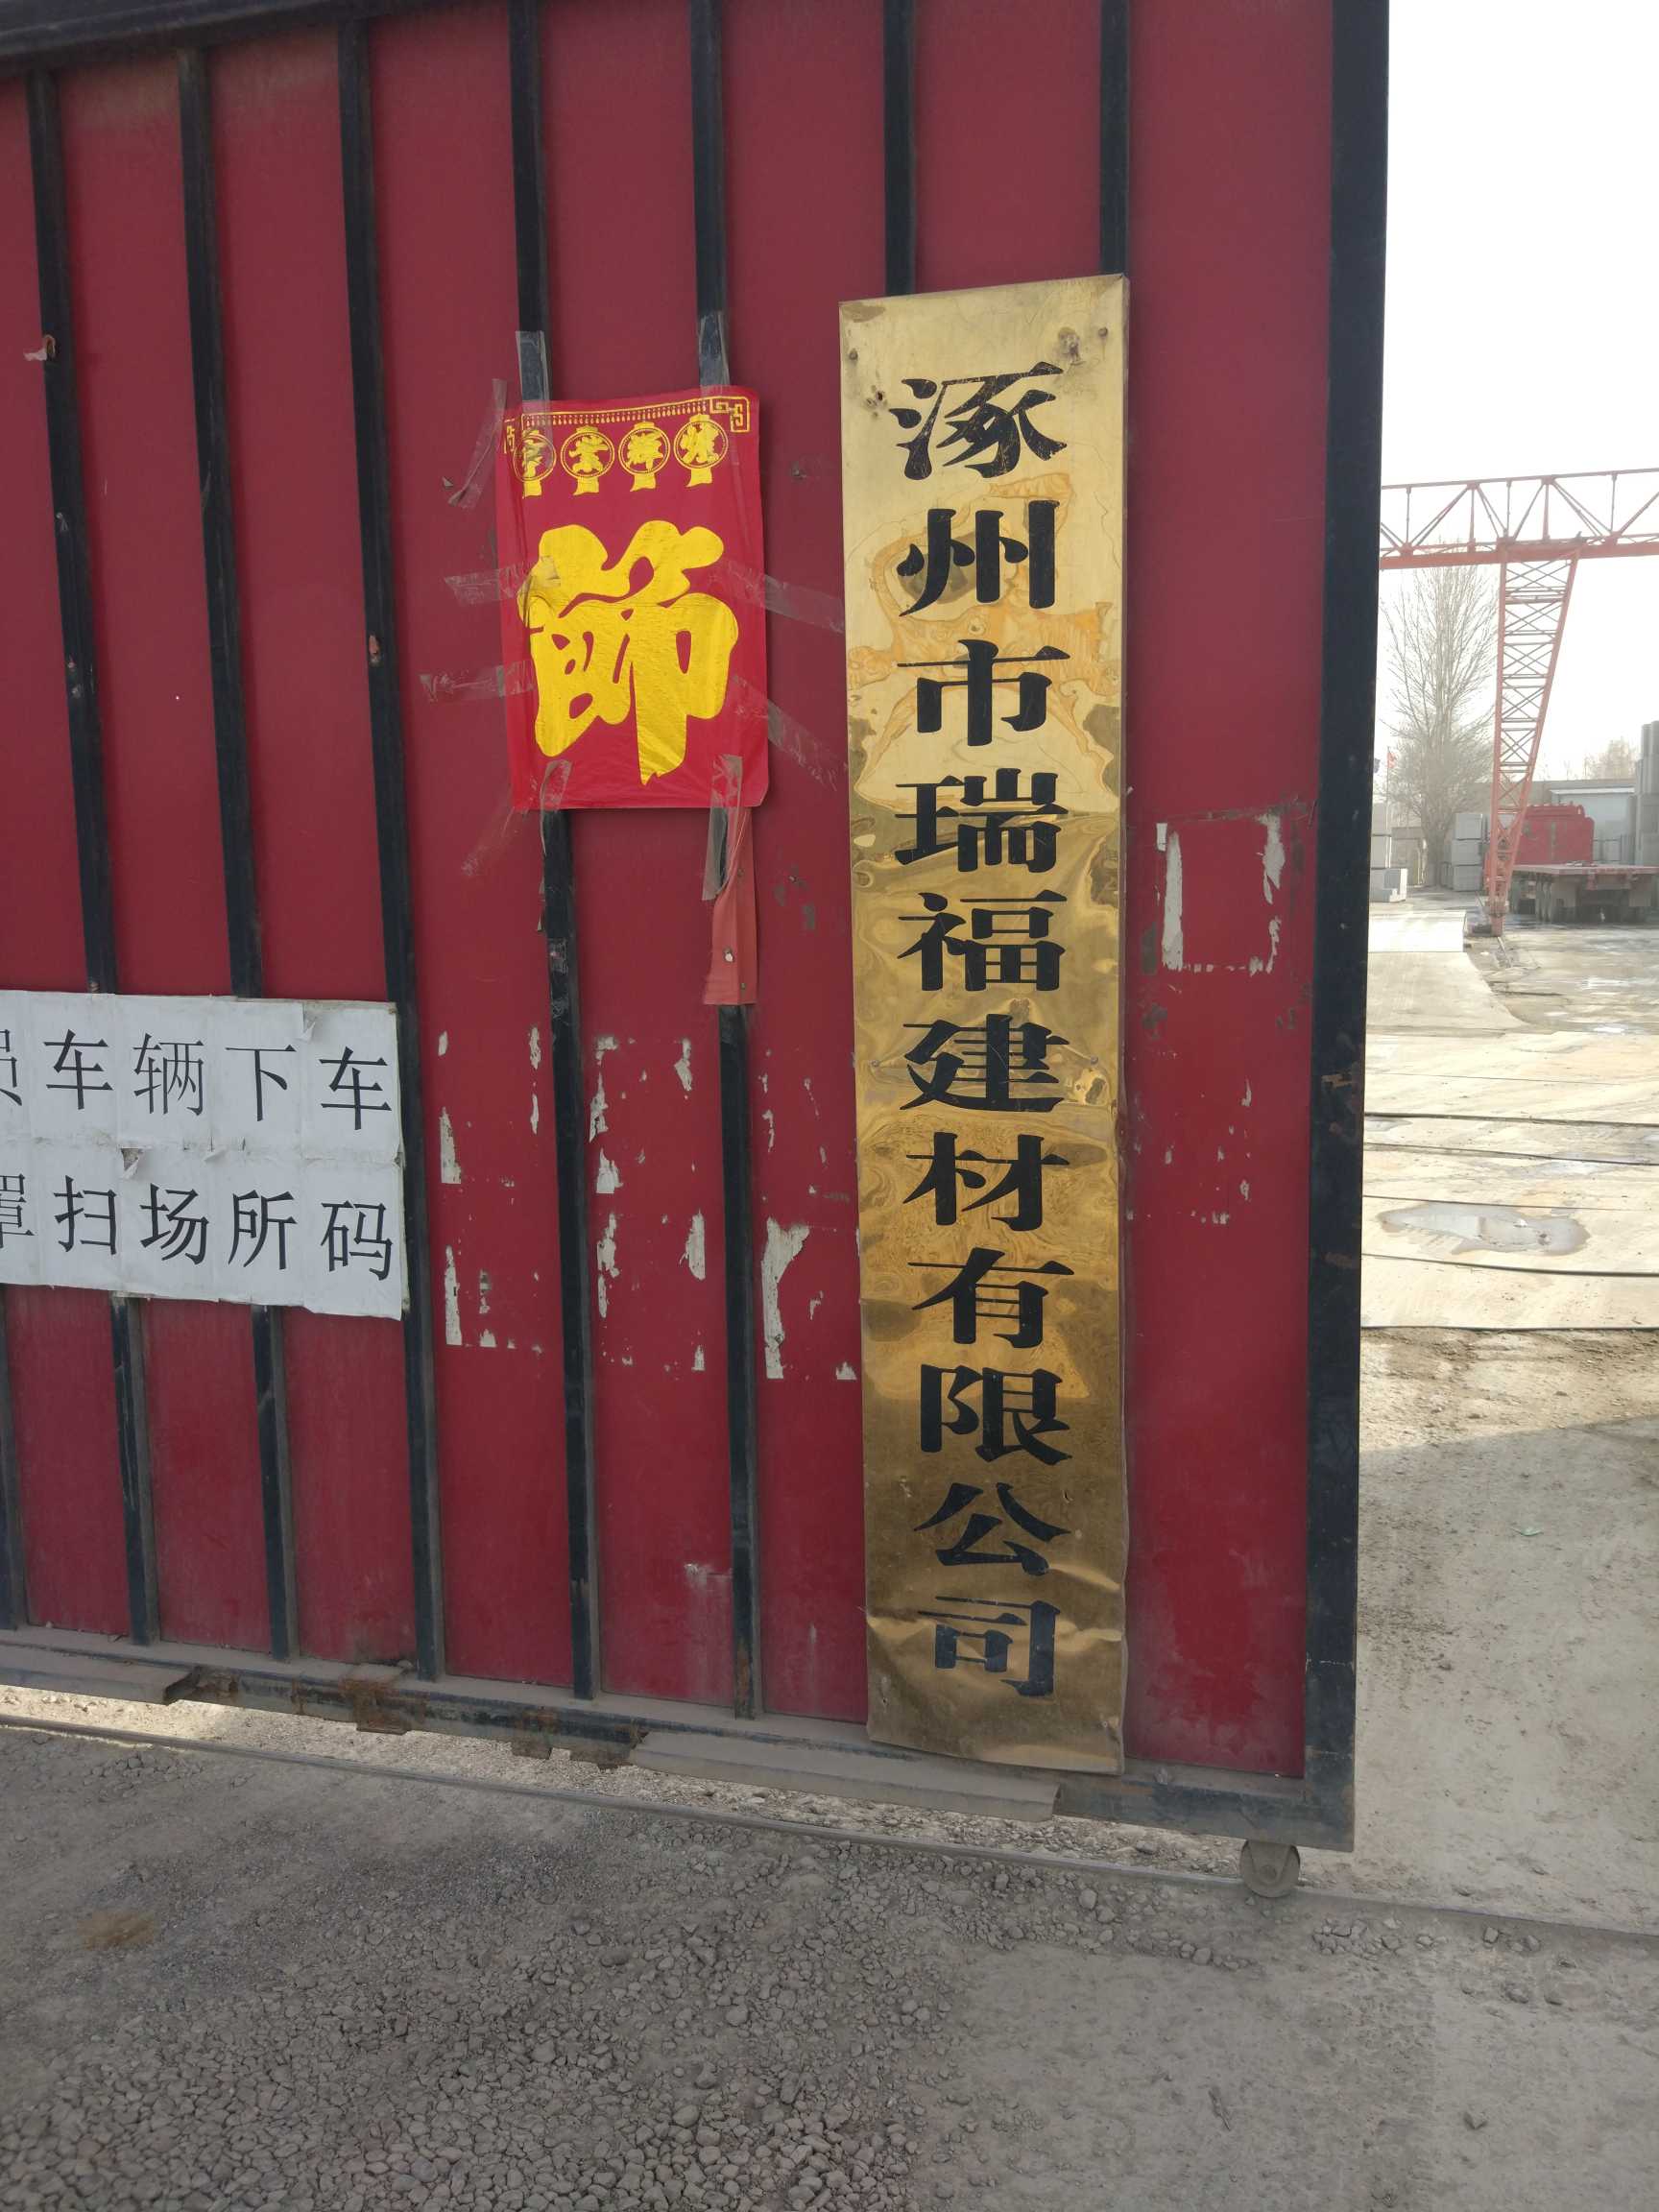 涿州市瑞福建材有限公司
節
车辆下车
扫场所码